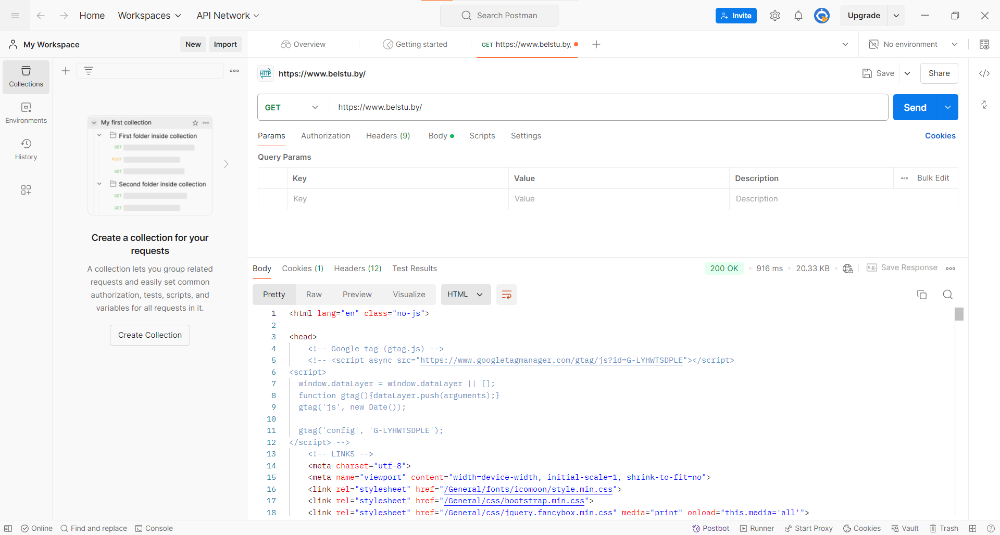 Home Workspaces API Network Search Postman Invite Upgrade
My Workspace New Import Overview Getting started GET https://www.belstu.by, No environment
Collections
Environments
History
My first collection
First folder inside collection
GET
POST
GET
Second folder inside collection
GET
GET
Create a collection for your
requests
A collection lets you group related
requests and easily set common
authorization, tests, scripts, and
variables for all requests in it.
Create Collection
HTTP https://www.belstu.by/ Save Share
GET https://www.belstu.by/ Send
Params Authorization Headers (9) Body Scripts Settings Cookies
Query Params
Key Value Description Bulk Edit
Key Value Description
Body Cookies (1) Headers (12) Test Results 200 OK 916 ms 20.33 KB e.g. Save Response
Pretty Raw Preview Visualize HTML
1 <html lang="en" class="no-js">
2
3 <head>
4 <!-- Google tag (gtag.js) -->
5 <!-- <script async src="https://www.googletagmanager.com/gtag/js?id=G-LYHWTSDPLE"></script>
6 <script>
7 window.dataLayer = window.dataLayer || [];
8 function gtag(){dataLayer.push(arguments);}
9 gtag('js', new Date());
10
11 gtag('config', 'G-LYHWTSDPLE');
12 </script> -->
13 <!-- LINKS -->
14 <meta charset="utf-8">
15 <meta name="viewport" content="width=device-width, initial-scale=1, shrink-to-fit=no">
16 <link rel="stylesheet" href="/General/fonts/icomoon/style.min.css">
17 <link rel="stylesheet" href="/General/css/bootstrap.min.css">
18 <link rel="stylesheet" href="/General/css/jquery.fancybox.min.css" media="print" onload="this.media='all'">
Online Find and replace Console Postbot Runner Start Proxy Cookies Vault Trash